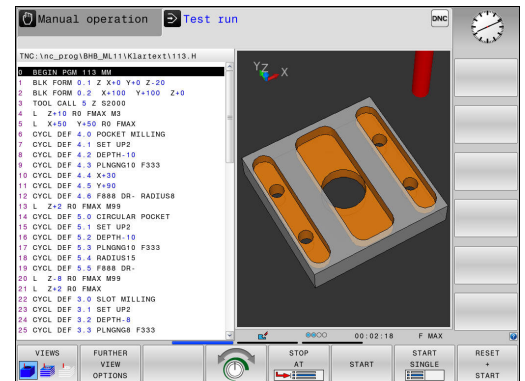 Manual operation
Test run
DNC
TNC:\nc_prog\BHB_ML11\Klartext\113.H
0 BEGIN PGM 113 MM
1 BLK FORM 0.1 Z X+0 Y+0 Z-20
2 BLK FORM 0.2 X+100 Y+100 Z+0
3 TOOL CALL 5 Z S2000
4 L Z+10 R0 FMAX M3
5 L X+50 Y+50 R0 FMAX
6 CYCL DEF 4.0 POCKET MILLING
7 CYCL DEF 4.1 SET UP2
8 CYCL DEF 4.2 DEPTH-10
9 CYCL DEF 4.3 PLNGNG10 F333
10 CYCL DEF 4.4 X+30
11 CYCL DEF 4.5 Y+90
12 CYCL DEF 4.6 F888 DR- RADIUS8
13 L Z+2 R0 FMAX M99
14 CYCL DEF 5.0 CIRCULAR POCKET
15 CYCL DEF 5.1 SET UP2
16 CYCL DEF 5.2 DEPTH-10
17 CYCL DEF 5.3 PLNGNG10 F333
18 CYCL DEF 5.4 RADIUS15
19 CYCL DEF 5.5 F888 DR-
20 L Z-8 R0 FMAX M99
21 L Z+2 R0 FMAX
22 CYCL DEF 3.0 SLOT MILLING
23 CYCL DEF 3.1 SET UP2
24 CYCL DEF 3.2 DEPTH-8
25 CYCL DEF 3.3 PLNGNG8 F333
YZ X
00:02:18 F MAX
VIEWS
FURTHER
VIEW
OPTIONS
STOP
AT
START
START
SINGLE
RESET
+
START